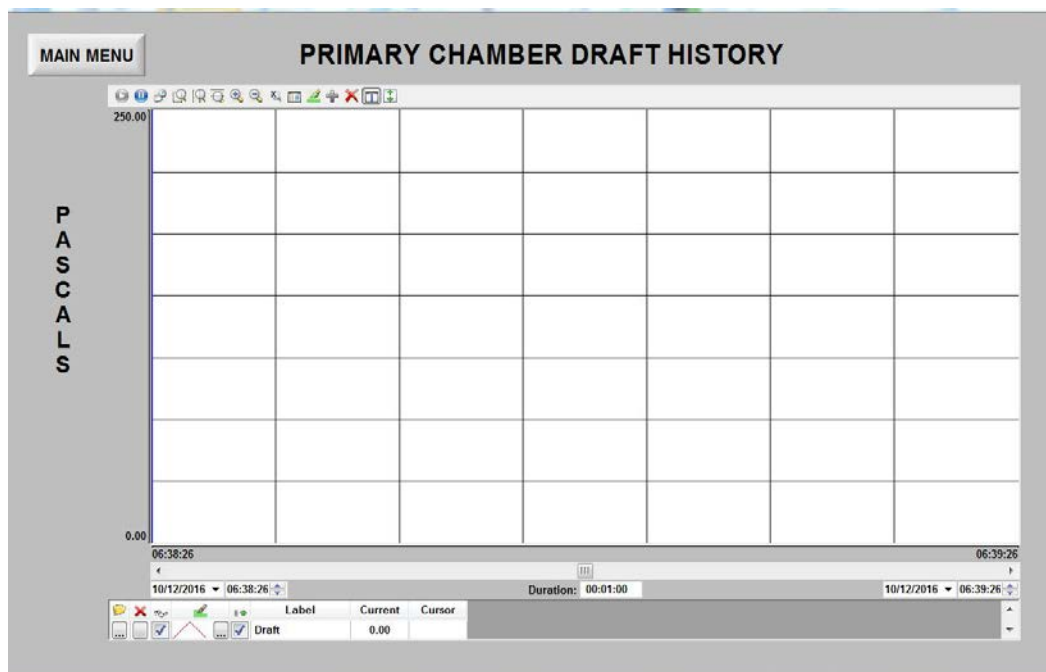 MAIN MENU
PRIMARY CHAMBER DRAFT HISTORY
250.00
PASCALS
0.00
06:38:26 06:39:26
10/12/2016 06:38:26 Duration: 00:01:00 10/12/2016 06:39:26
Label Current Cursor
... ... Draft 0.00